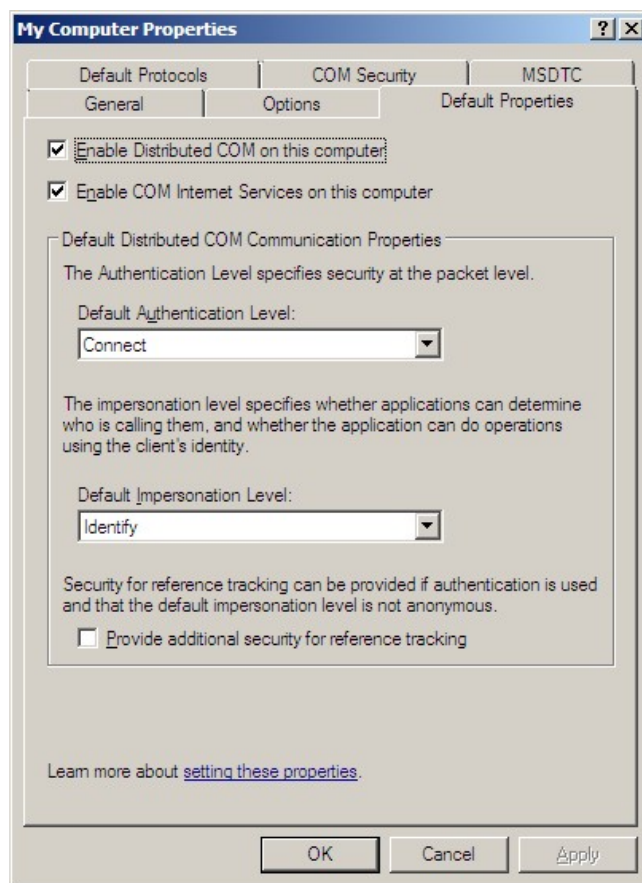 My Computer Properties
Default Protocols
COM Security
MSDTC
General
Options
Default Properties
Enable Distributed COM on this computer
Enable COM Internet Services on this computer
Default Distributed COM Communication Properties
The Authentication Level specifies security at the packet level.
Default Authentication Level:
Connect
The impersonation level specifies whether applications can determine
who is calling them, and whether the application can do operations
using the client's identity.
Default Impersonation Level:
Identify
Security for reference tracking can be provided if authentication is used
and that the default impersonation level is not anonymous.
Provide additional security for reference tracking
Learn more about setting these properties.
OK
Cancel
Apply